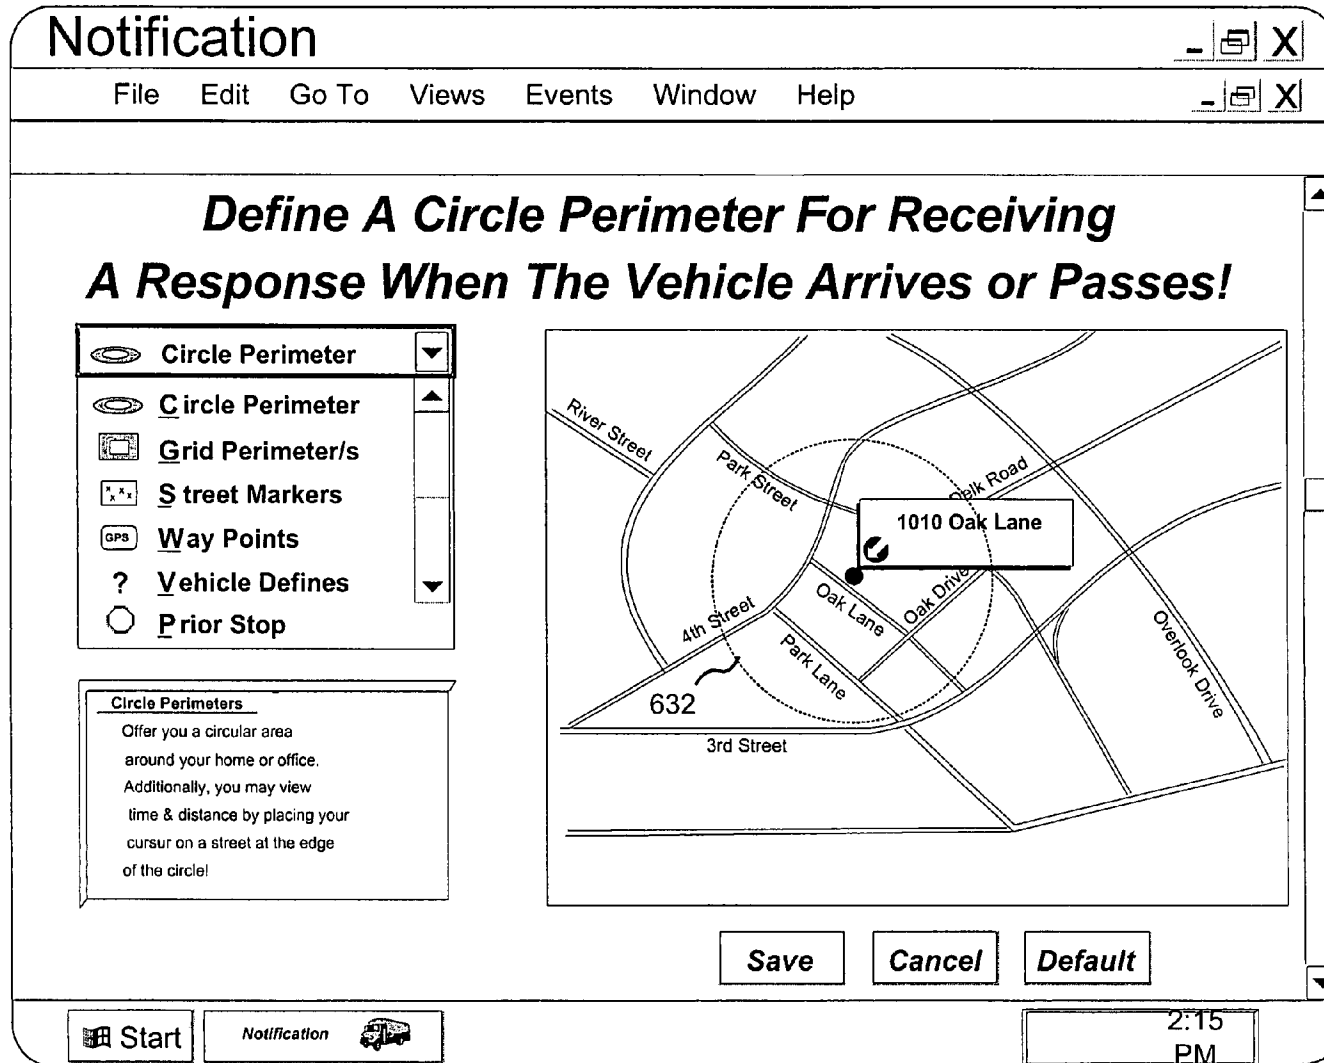 Notification
File Edit Go To Views Events Window Help
Define A Circle Perimeter For Receiving
A Response When The Vehicle Arrives or Passes!
Circle Perimeter
Circle Perimeter
Grid Perimeter/s
Street Markers
GPS Way Points
? Vehicle Defines
Prior Stop
Circle Perimeters
Offer you a circular area
around your home or office.
Additionally, you may view
time & distance by placing your
cursur on a street at the edge
of the circle!
River Street
Park Street
Delk Road
1010 Oak Lane
Oak Lane
Oak Drive
4th Street
Park Lane
Overlook Drive
632
3rd Street
Save Cancel Default
Start Notification 2:15
PM